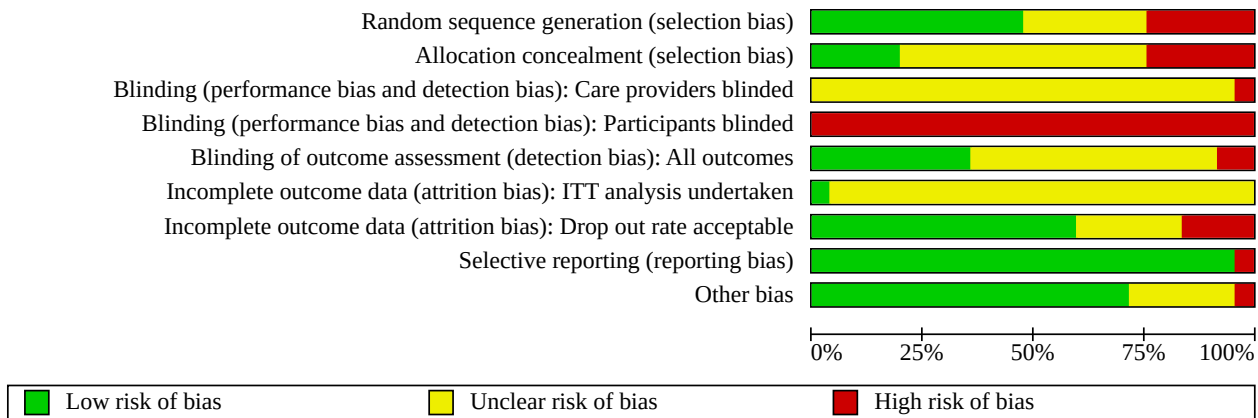 Random sequence generation (selection bias)
Allocation concealment (selection bias)
Blinding (performance bias and detection bias): Care providers blinded
Blinding (performance bias and detection bias): Participants blinded
Blinding of outcome assessment (detection bias): All outcomes
Incomplete outcome data (attrition bias): ITT analysis undertaken
Incomplete outcome data (attrition bias): Drop out rate acceptable
Selective reporting (reporting bias)
Other bias
0% 25% 50% 75% 100%
Low risk of bias Unclear risk of bias High risk of bias